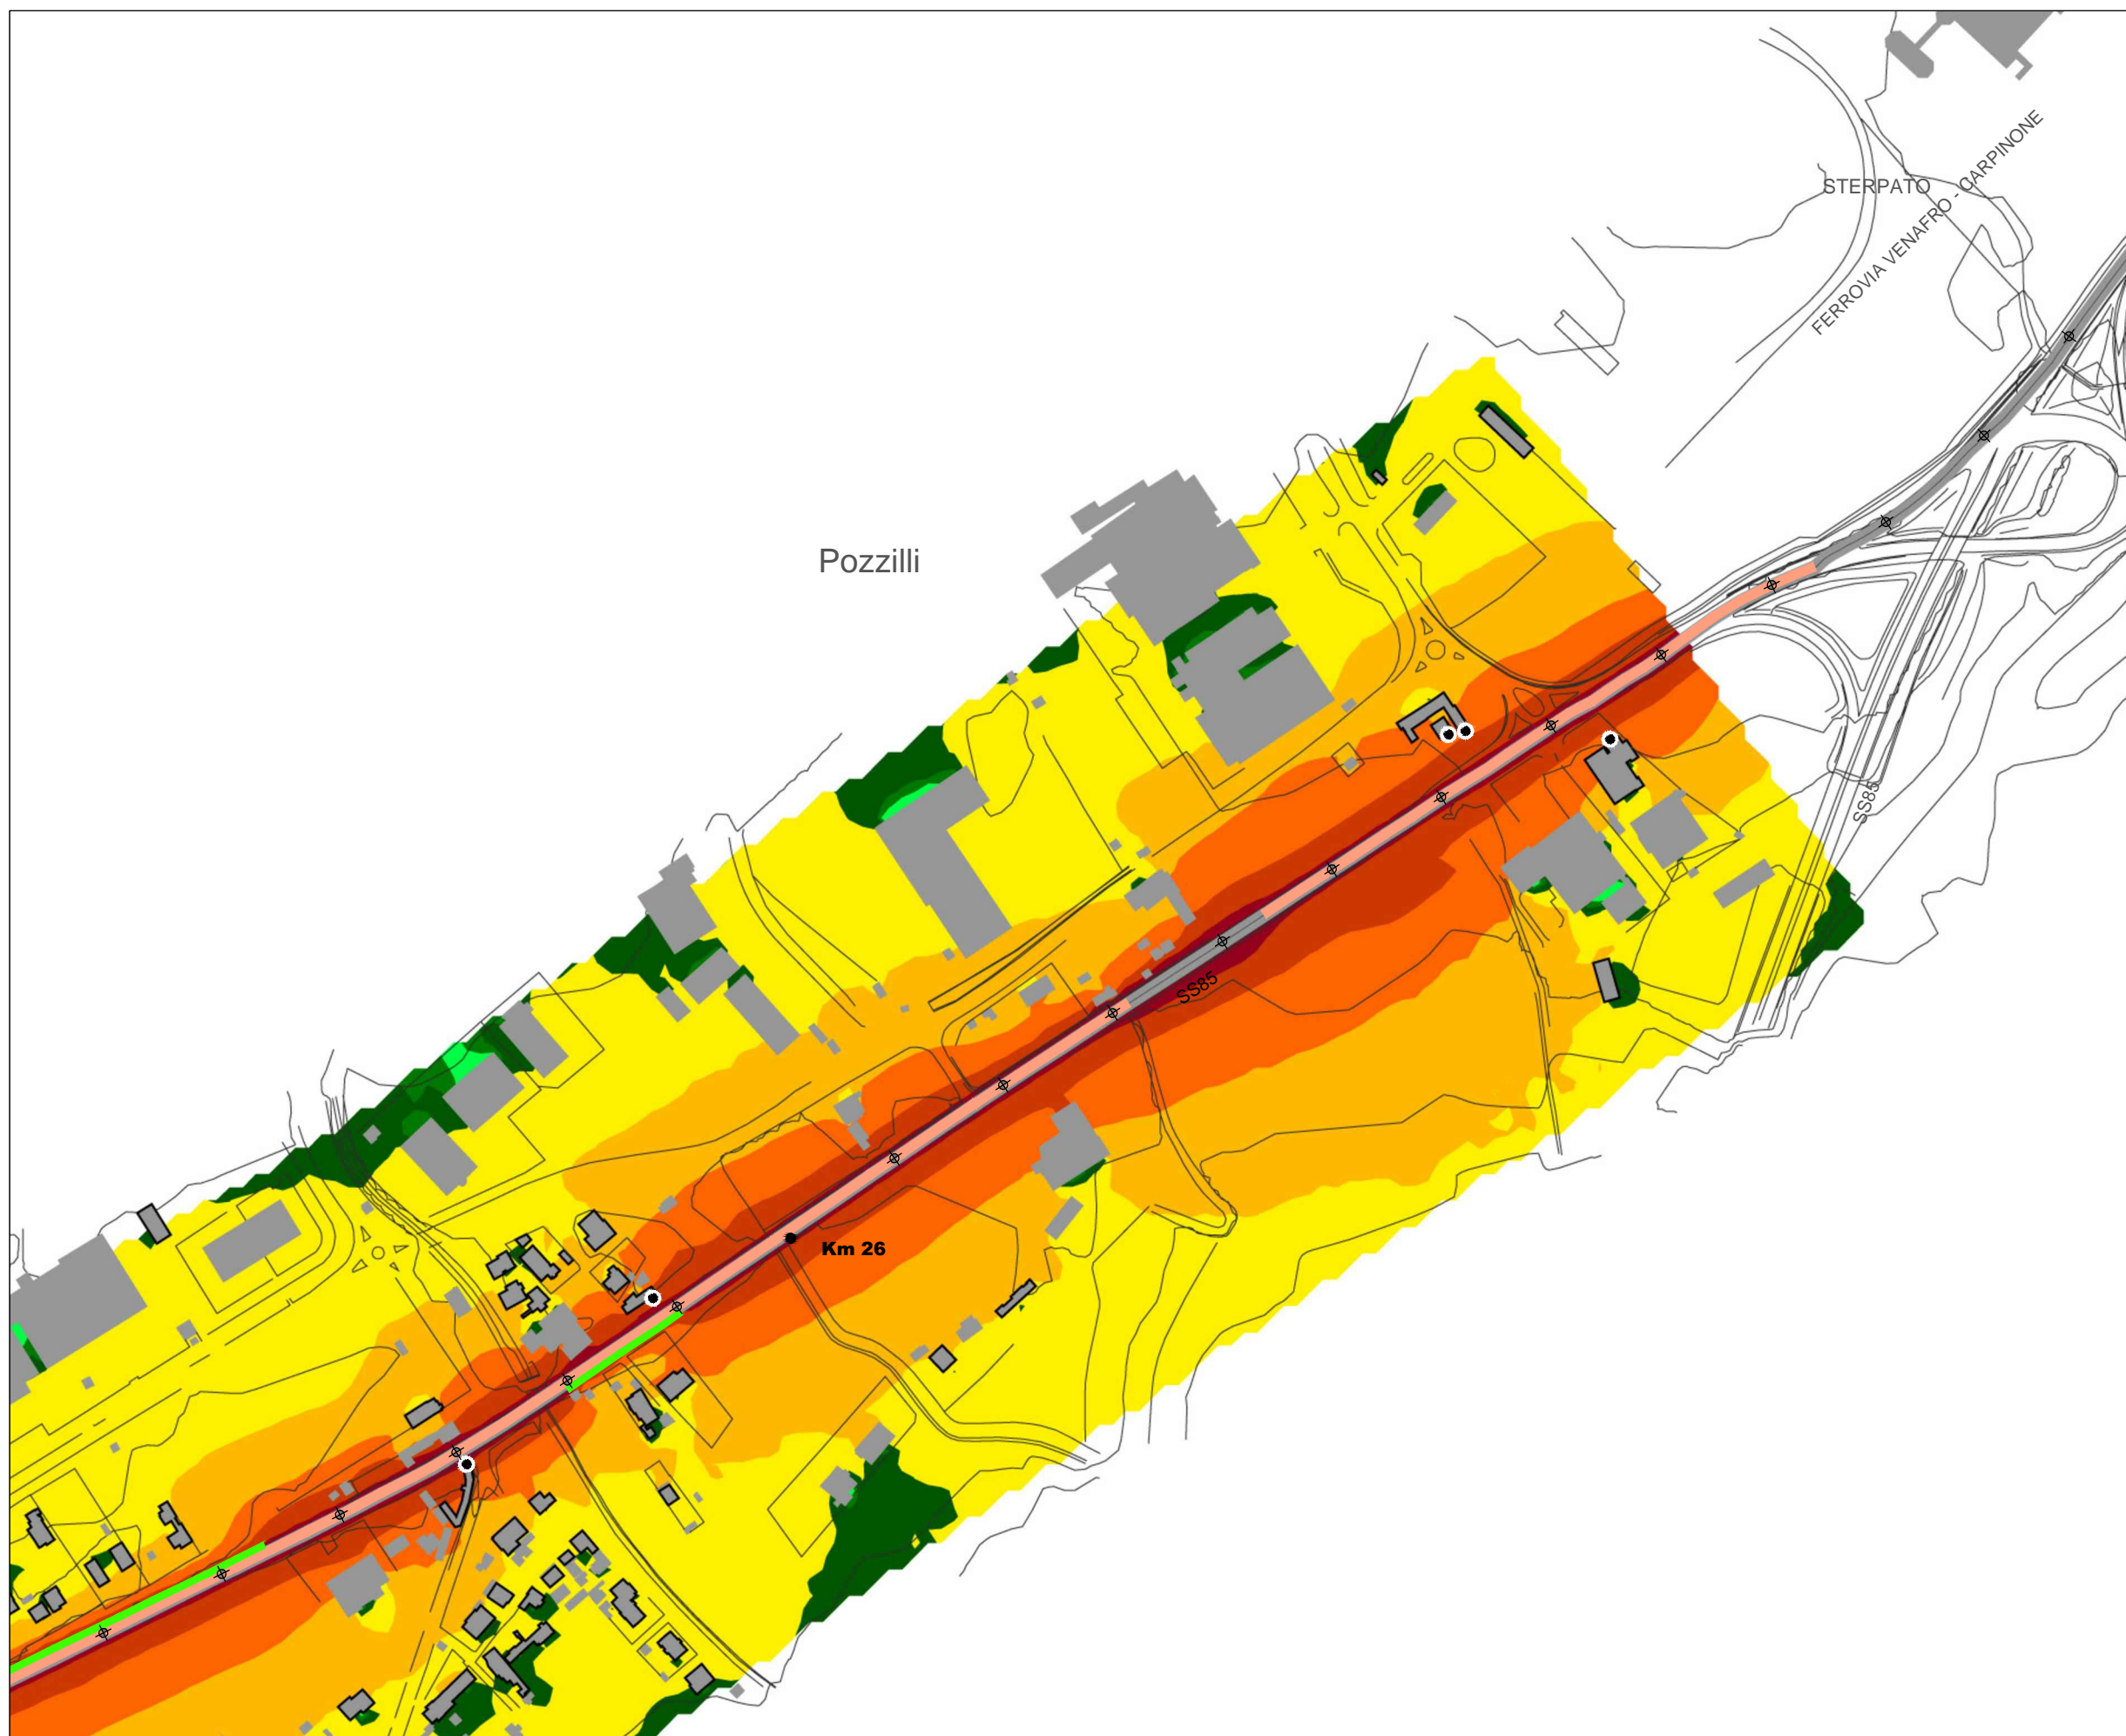 STERPATO
FERROVIA VENAFRO - CARPINONE
Pozzilli
SS85
SS85
Km 26